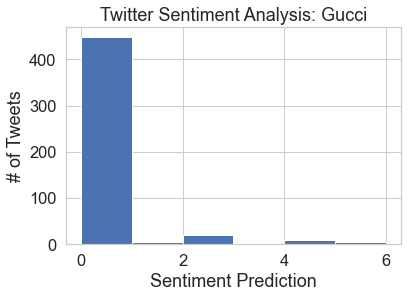 Twitter Sentiment Analysis: Gucci
400
300
200
100
0
# of Tweets
0 2 4 6
Sentiment Prediction